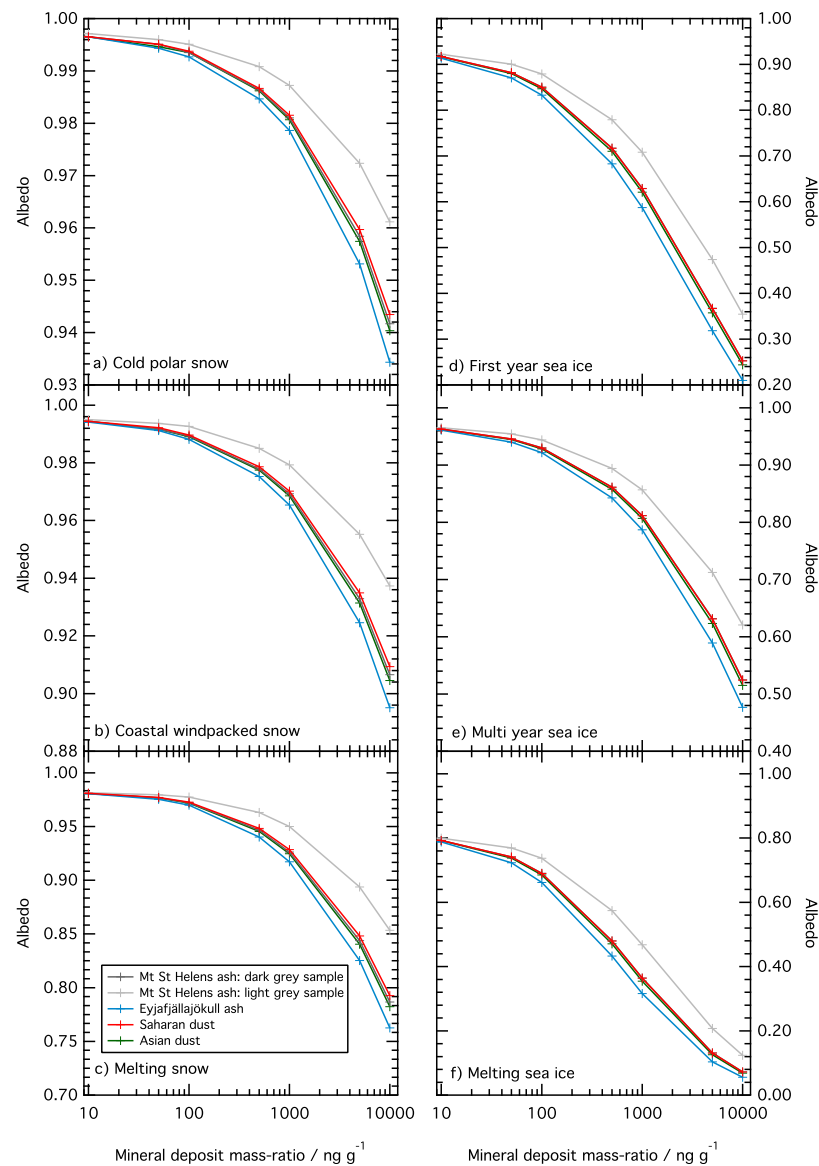 1.00
0.99
0.98
0.97
0.96
0.95
0.94
0.93
Albedo
a) Cold polar snow
1.00
0.90
0.80
0.70
0.60
0.50
0.40
0.30
0.20
Albedo
d) First year sea ice
1.00
0.98
0.96
0.94
0.92
0.90
0.88
Albedo
b) Coastal windpacked snow
1.00
0.90
0.80
0.70
0.60
0.50
0.40
Albedo
e) Multi year sea ice
1.00
0.95
0.90
0.85
0.80
0.75
0.70
Albedo
Mt St Helens ash: dark grey sample
Mt St Helens ash: light grey sample
Eyjafjällajökull ash
Saharan dust
Asian dust
c) Melting snow
10 100 1000 10000
Mineral deposit mass-ratio / ng g⁻¹
1.00
0.80
0.60
0.40
0.20
0.00
Albedo
f) Melting sea ice
10 100 1000 10000
Mineral deposit mass-ratio / ng g⁻¹